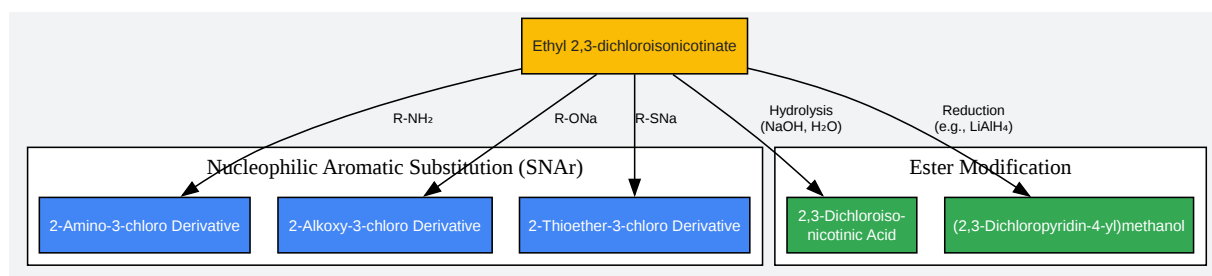 Ethyl 2,3-dichloroisonicotinate
R-NH₂
R-ONa
R-SNa
Hydrolysis
(NaOH, H₂O)
Reduction
(e.g., LiAlH₄)
Nucleophilic Aromatic Substitution (SNAr)
Ester Modification
2-Amino-3-chloro Derivative
2-Alkoxy-3-chloro Derivative
2-Thioether-3-chloro Derivative
2,3-Dichloroiso-
nicotinic Acid
(2,3-Dichloropyridin-4-yl)methanol